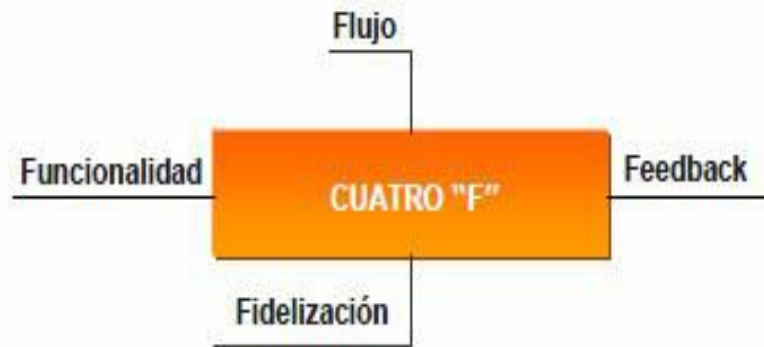 Flujo
Funcionalidad
CUATRO "F"
Feedback
Fidelización